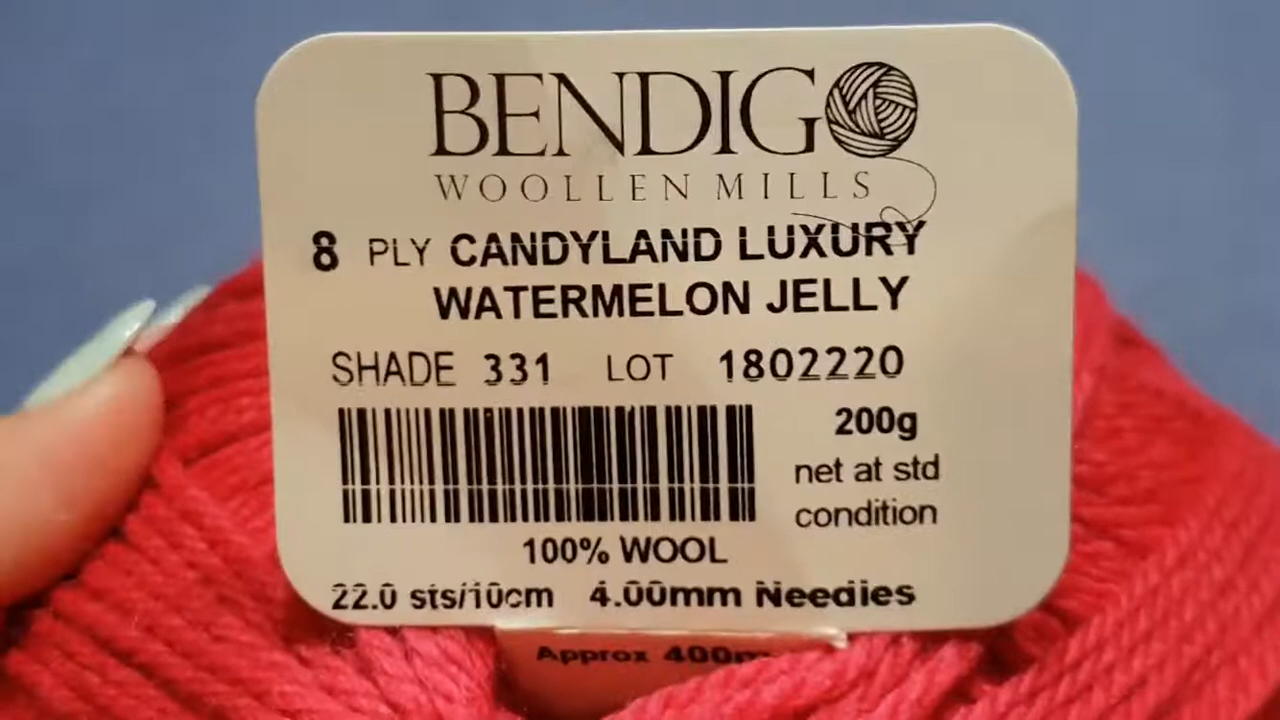 BENDIGO
WOOLLEN MILLS
8 PLY CANDYLAND LUXURY
WATERMELON JELLY
SHADE 331 LOT 1802220
200g
net at std
condition
100% WOOL
22.0 sts/10cm 4.00mm Needles
Approx 400m